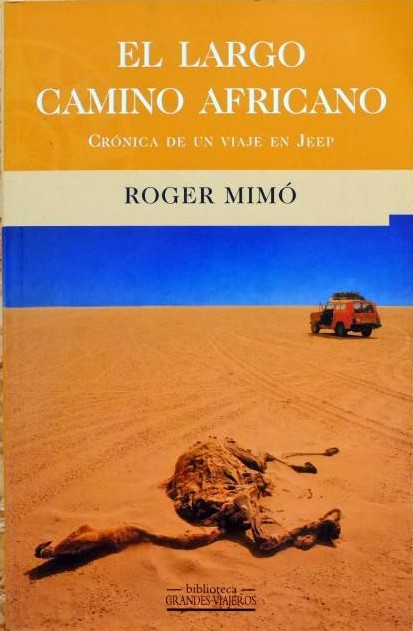 EL LARGO
CAMINO AFRICANO
CRÓNICA DE UN VIAJE EN JEEP
ROGER MIMÓ
biblioteca
GRANDES VIAJEROS